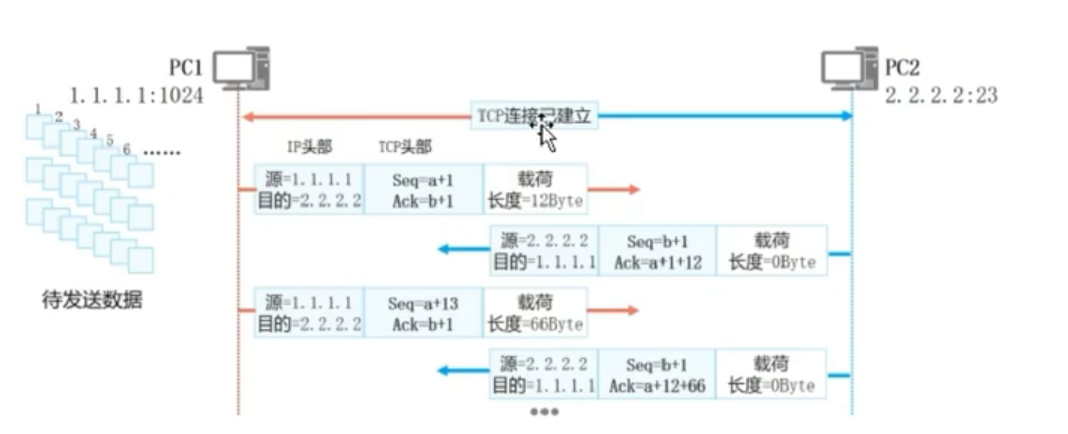 PC1
1.1.1.1:1024
PC2
2.2.2.2:23
TCP连接已建立
1 2 3 4 5 6 ……
IP头部 TCP头部
源=1.1.1.1 Seq=a+1 载荷
目的=2.2.2.2 Ack=b+1 长度=12Byte
源=2.2.2.2 Seq=b+1 载荷
目的=1.1.1.1 Ack=a+1+12 长度=0Byte
待发送数据
源=1.1.1.1 Seq=a+13 载荷
目的=2.2.2.2 Ack=b+1 长度=66Byte
源=2.2.2.2 Seq=b+1 载荷
目的=1.1.1.1 Ack=a+12+66 长度=0Byte